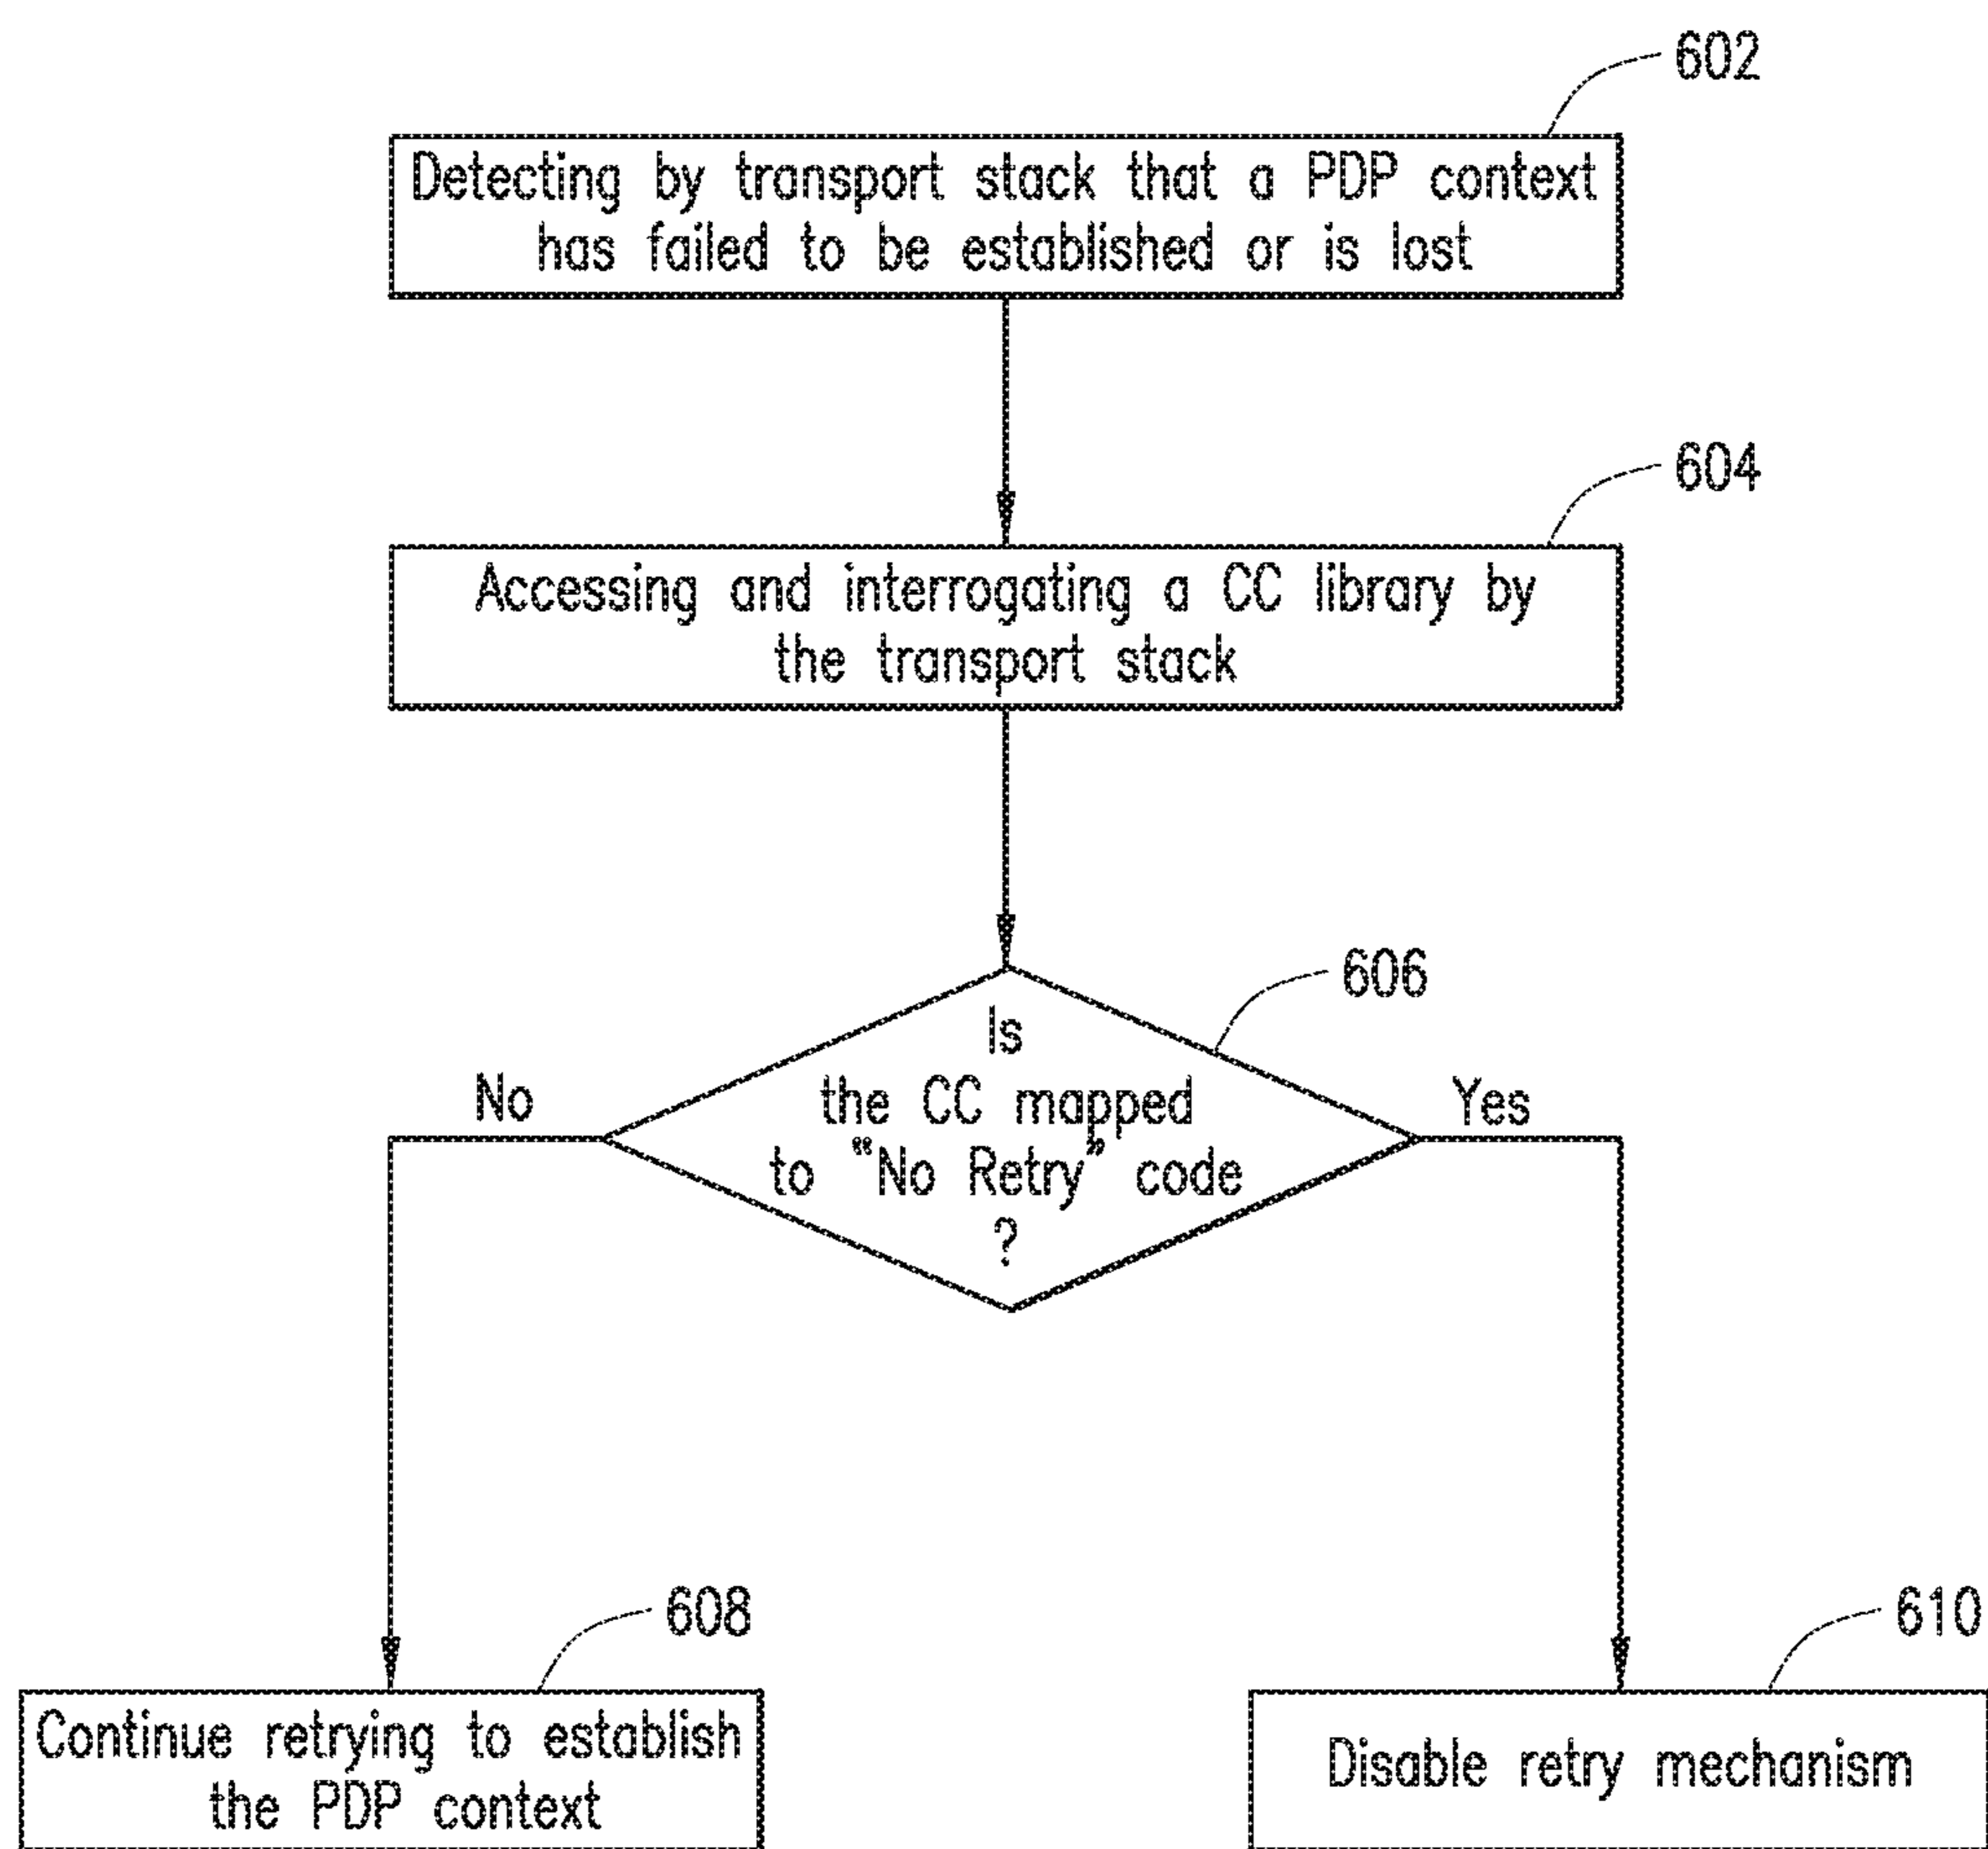 602
Detecting by transport stack that a PDP context
has failed to be established or is lost
604
Accessing and interrogating a CC library by
the transport stack
606
Is
the CC mapped
to "No Retry" code
?
No
Yes
608
Continue retrying to establish
the PDP context
610
Disable retry mechanism